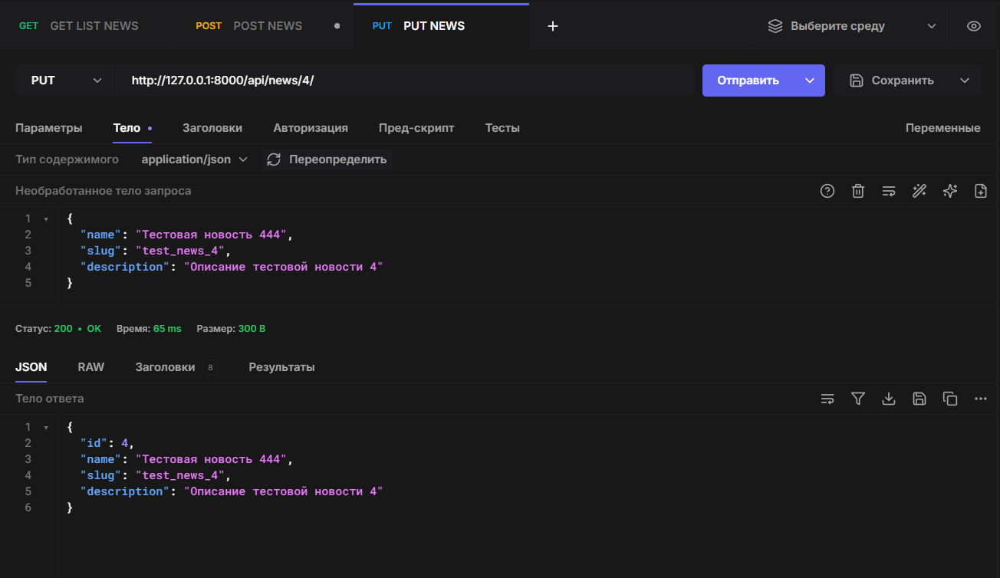 GET GET LIST NEWS POST POST NEWS PUT PUT NEWS Выберите среду
PUT http://127.0.0.1:8000/api/news/4/ Отправить Сохранить
Параметры Тело Заголовки Авторизация Пред-скрипт Тесты Переменные
Тип содержимого application/json Переопределить
Необработанное тело запроса
1 {
2 "name": "Тестовая новость 444",
3 "slug": "test_news_4",
4 "description": "Описание тестовой новости 4"
5 }
Статус: 200 • OK Время: 65 ms Размер: 300 B
JSON RAW Заголовки 8 Результаты
Тело ответа
1 {
2 "id": 4,
3 "name": "Тестовая новость 444",
4 "slug": "test_news_4",
5 "description": "Описание тестовой новости 4"
6 }